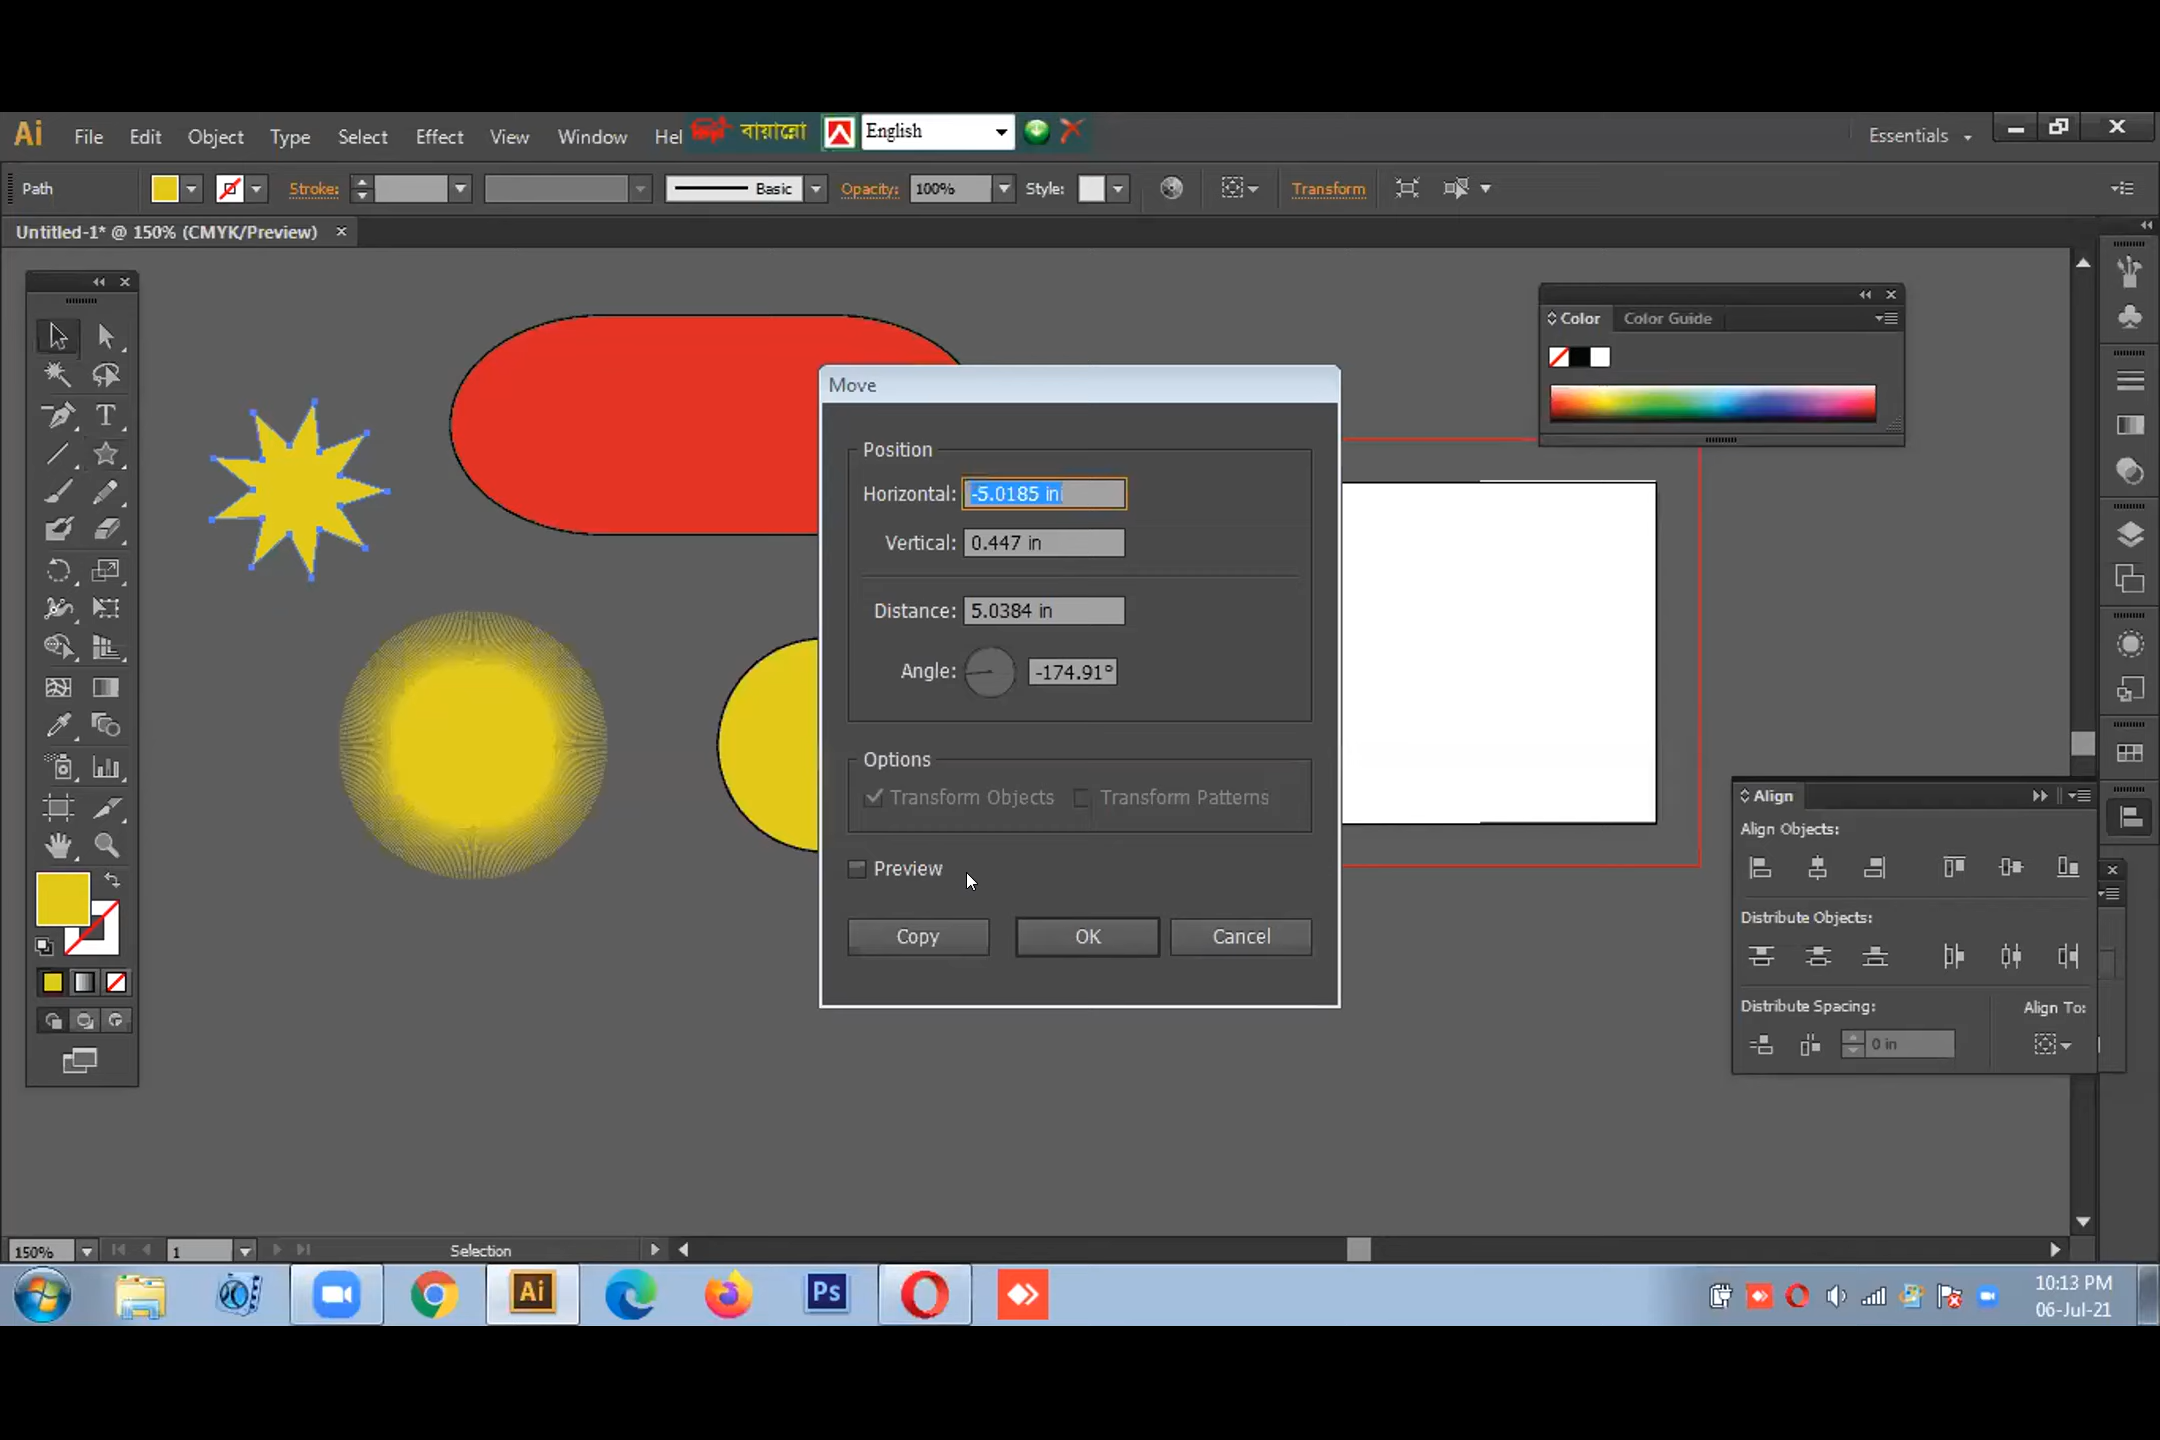 Ai File Edit Object Type Select Effect View Window Hel বায়ান্নো English Essentials
Path Stroke: Basic Opacity: 100% Style: Transform
Untitled-1* @ 150% (CMYK/Preview)
Color Color Guide
Move
Position
Horizontal: -5.0185 in
Vertical: 0.447 in
Distance: 5.0384 in
Angle: -174.91°
Options
Transform Objects Transform Patterns
Preview
Copy OK Cancel
Align
Align Objects:
Distribute Objects:
Distribute Spacing: Align To:
0 in
T
150% 1 Selection
Ai Ps
10:13 PM
06-Jul-21